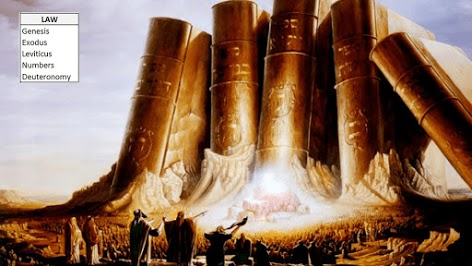 LAW
Genesis
Exodus
Leviticus
Numbers
Deuteronomy